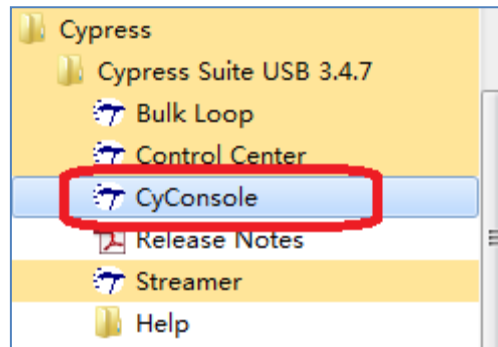 Cypress
Cypress Suite USB 3.4.7
Bulk Loop
Control Center
CyConsole
Release Notes
Streamer
Help